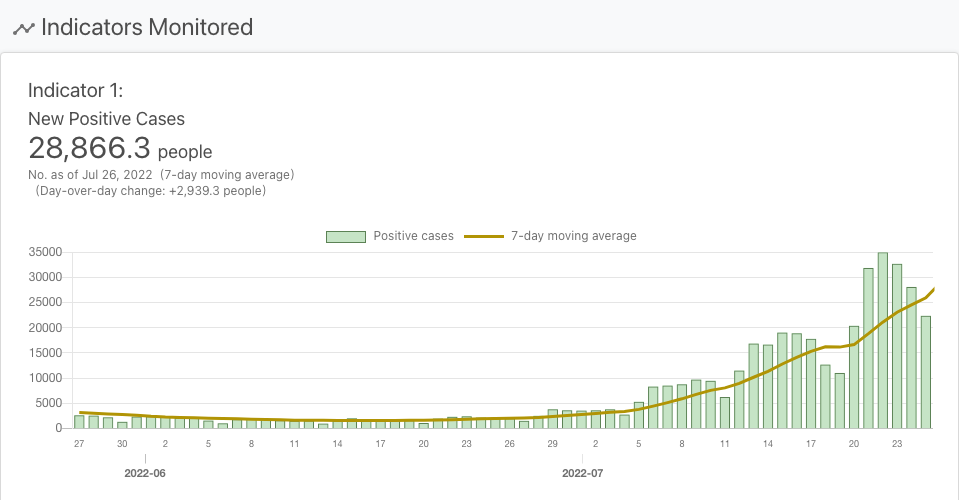 Indicators Monitored
Indicator 1:
New Positive Cases
28,866.3 people
No. as of Jul 26, 2022 (7-day moving average)
(Day-over-day change: +2,939.3 people)
Positive cases 7-day moving average
35000
30000
25000
20000
15000
10000
5000
0
27 30 2 5 8 11 14 17 20 23 26 29 2 5 8 11 14 17 20 23
2022-06 2022-07